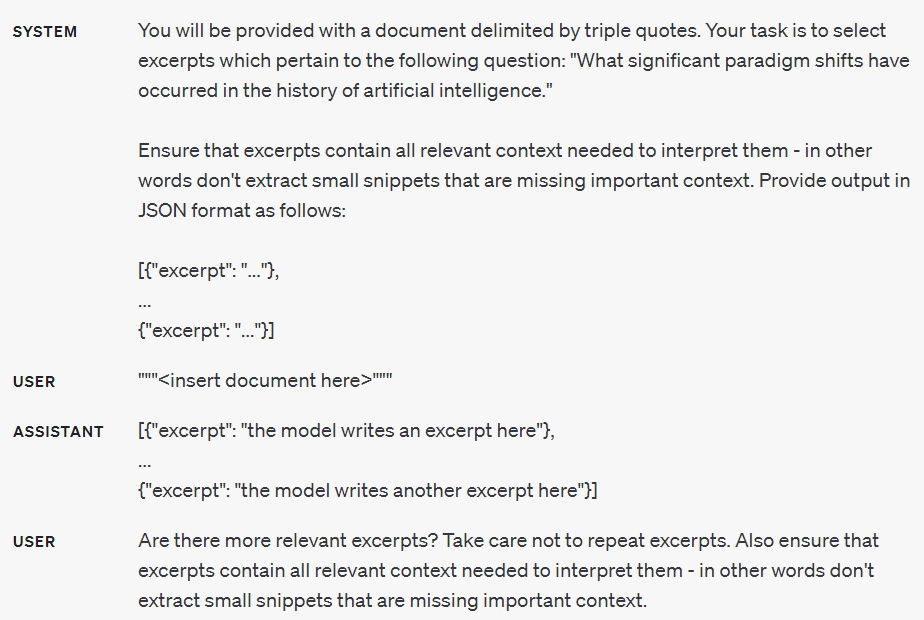 SYSTEM You will be provided with a document delimited by triple quotes. Your task is to select
excerpts which pertain to the following question: "What significant paradigm shifts have
occurred in the history of artificial intelligence."
Ensure that excerpts contain all relevant context needed to interpret them - in other
words don't extract small snippets that are missing important context. Provide output in
JSON format as follows:
[{"excerpt": "..."},
...
{"excerpt": "..."}]
USER """<insert document here>"""
ASSISTANT [{"excerpt": "the model writes an excerpt here"},
...
{"excerpt": "the model writes another excerpt here"}]
USER Are there more relevant excerpts? Take care not to repeat excerpts. Also ensure that
excerpts contain all relevant context needed to interpret them - in other words don't
extract small snippets that are missing important context.